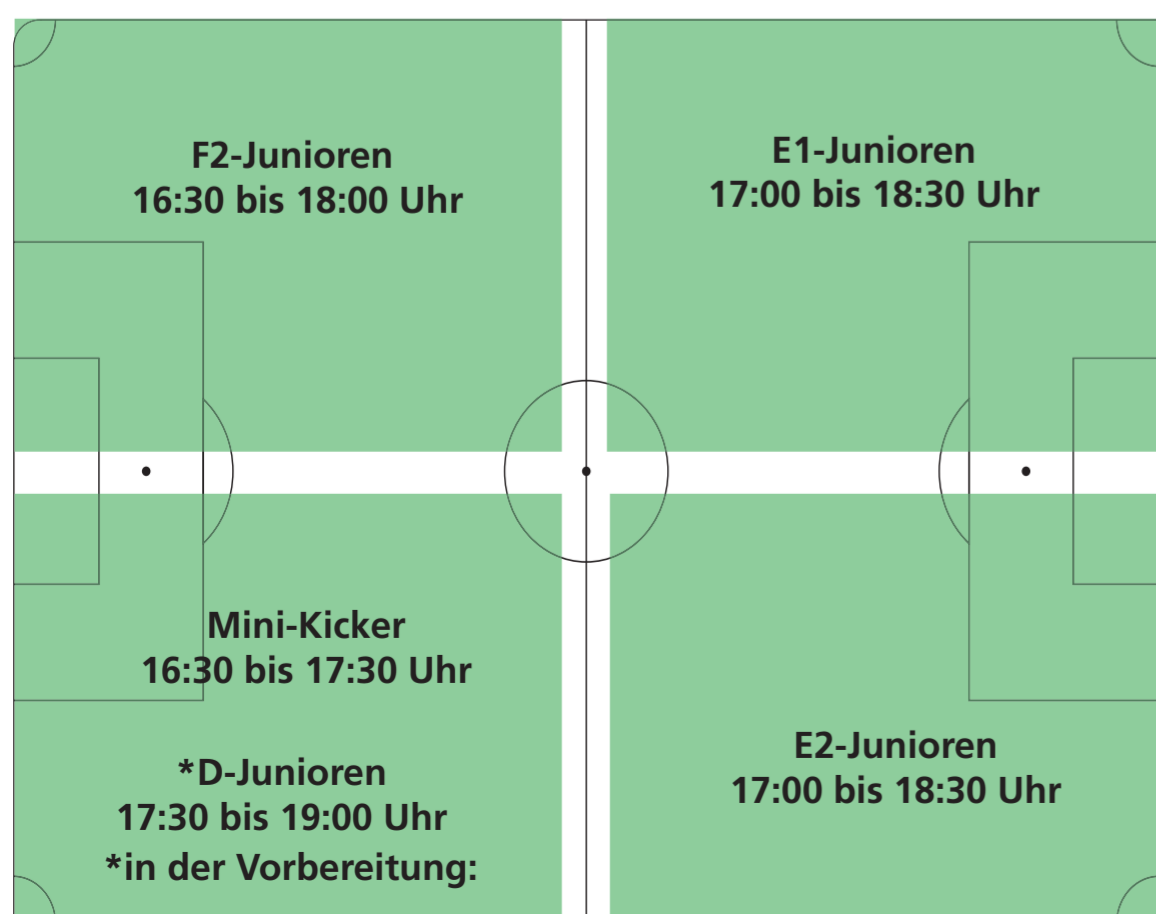 F2-Junioren
16:30 bis 18:00 Uhr
E1-Junioren
17:00 bis 18:30 Uhr
Mini-Kicker
16:30 bis 17:30 Uhr
*D-Junioren
17:30 bis 19:00 Uhr
*in der Vorbereitung:
E2-Junioren
17:00 bis 18:30 Uhr